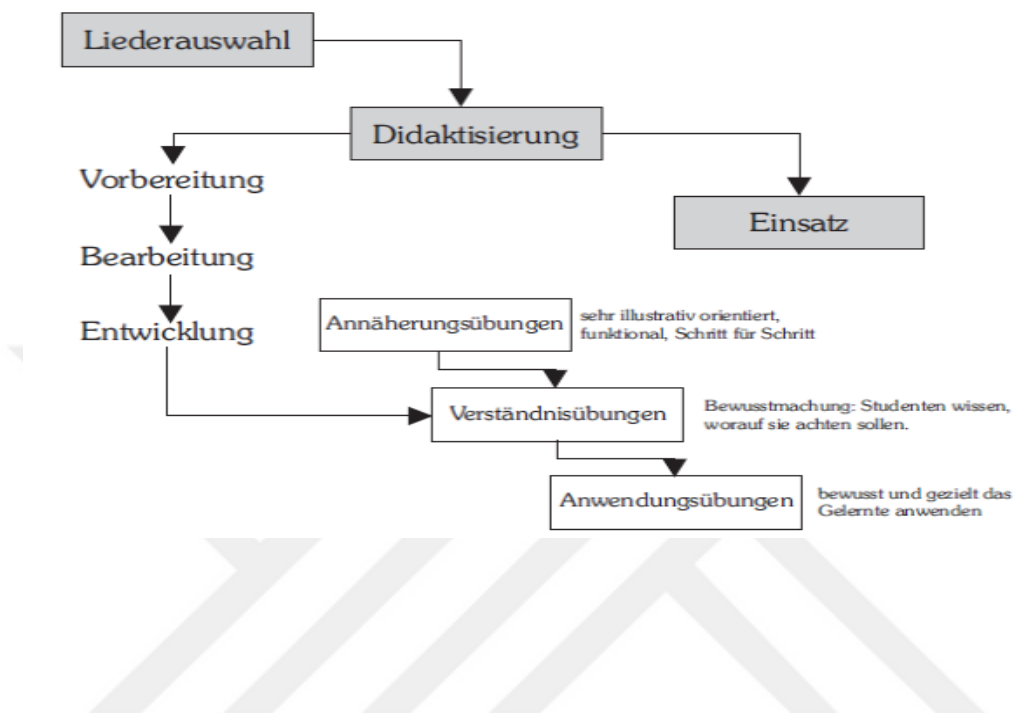 Liederauswahl
Didaktisierung
Vorbereitung
Einsatz
Bearbeitung
Entwicklung
Annäherungsübungen
sehr illustrativ orientiert,
funktional, Schritt für Schritt
Verständnisübungen
Bewusstmachung: Studenten wissen,
worauf sie achten sollen.
Anwendungsübungen
bewusst und gezielt das
Gelernte anwenden